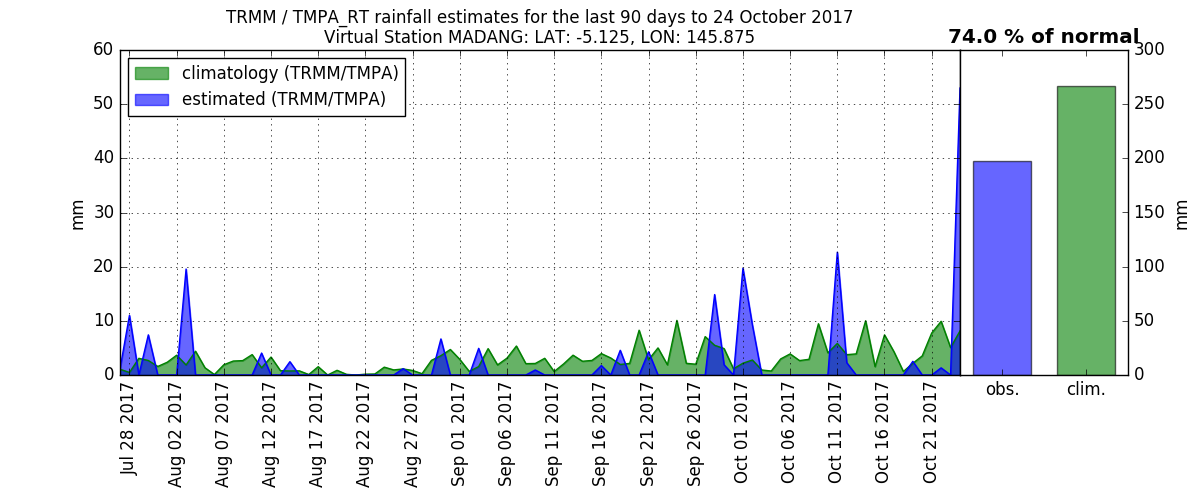 TRMM / TMPA_RT rainfall estimates for the last 90 days to 24 October 2017
Virtual Station MADANG: LAT: -5.125, LON: 145.875
74.0 % of normal
climatology (TRMM/TMPA)
estimated (TRMM/TMPA)
60
50
40
30
20
10
0
mm
Jul 28 2017
Aug 02 2017
Aug 07 2017
Aug 12 2017
Aug 17 2017
Aug 22 2017
Aug 27 2017
Sep 01 2017
Sep 06 2017
Sep 11 2017
Sep 16 2017
Sep 21 2017
Sep 26 2017
Oct 01 2017
Oct 06 2017
Oct 11 2017
Oct 16 2017
Oct 21 2017
obs.
clim.
300
250
200
150
100
50
0
mm